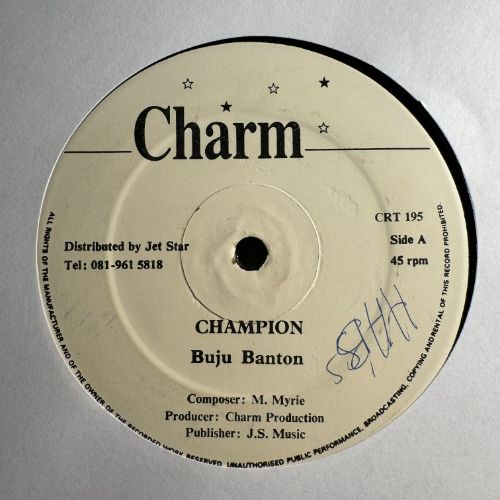 Charm
CRT 195
Distributed by Jet Star
Side A
Tel: 081-961 5818
45 rpm
CHAMPION
Buju Banton
Composer: M. Myrie
Producer: Charm Production
Publisher: J.S. Music
ALL RIGHTS OF THE MANUFACTURER AND OF THE OWNER OF THE RECORDED WORK RESERVED. UNAUTHORISED PUBLIC PERFORMANCE, BROADCASTING, COPYING AND RENTAL OF THIS RECORD PROHIBITED.